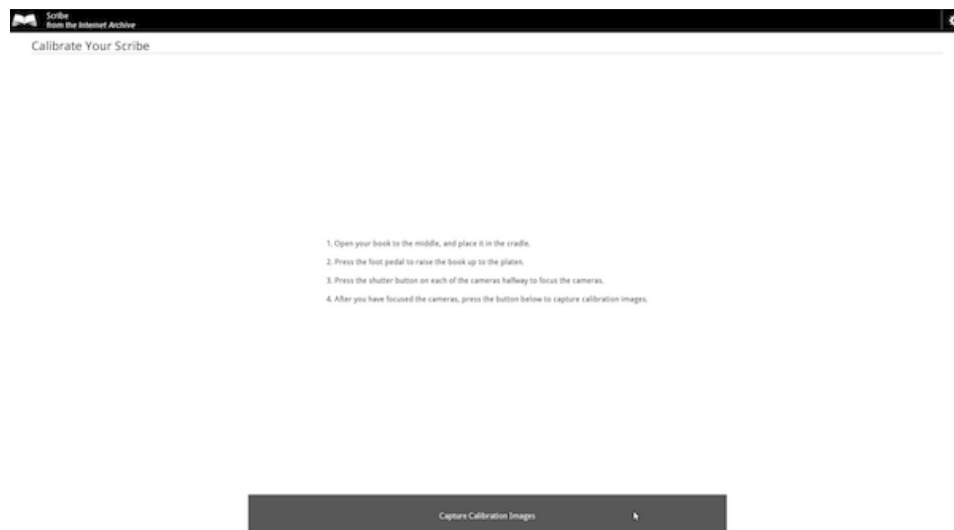 Scribe
from the Internet Archive
Calibrate Your Scribe
1. Open your book to the middle, and place it in the cradle.
2. Press the foot pedal to raise the book up to the platen.
3. Press the shutter button on each of the cameras halfway to focus the cameras.
4. After you have focused the cameras, press the button below to capture calibration images.
Capture Calibration Images